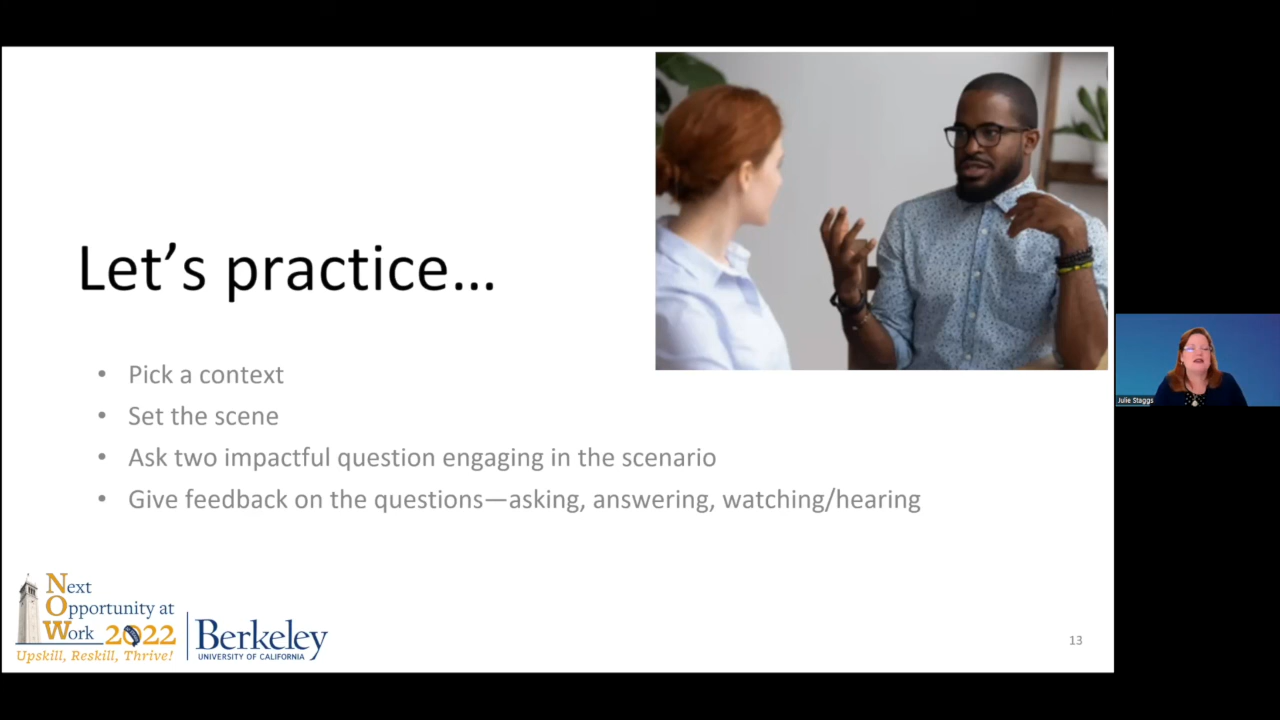 Let’s practice…
• Pick a context
• Set the scene
• Ask two impactful question engaging in the scenario
• Give feedback on the questions—asking, answering, watching/hearing
Next
Opportunity at
Work 2022
Upskill, Reskill, Thrive!
Berkeley
UNIVERSITY OF CALIFORNIA
13
Julie Staggs